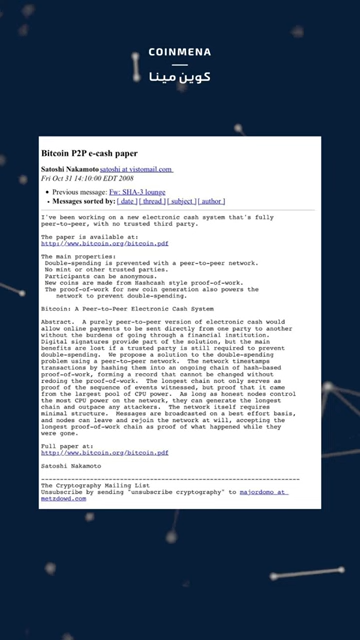 COINMENA
كوين مينا
Bitcoin P2P e-cash paper
Satoshi Nakamoto satoshi at vistomail.com
Fri Oct 31 14:10:00 EDT 2008
• Previous message: Fw: SHA-3 lounge
• Messages sorted by: [ date ] [ thread ] [ subject ] [ author ]
I've been working on a new electronic cash system that's fully
peer-to-peer, with no trusted third party.
The paper is available at:
http://www.bitcoin.org/bitcoin.pdf
The main properties:
Double-spending is prevented with a peer-to-peer network.
No mint or other trusted parties.
Participants can be anonymous.
New coins are made from Hashcash style proof-of-work.
The proof-of-work for new coin generation also powers the
network to prevent double-spending.
Bitcoin: A Peer-to-Peer Electronic Cash System
Abstract. A purely peer-to-peer version of electronic cash would
allow online payments to be sent directly from one party to another
without the burdens of going through a financial institution.
Digital signatures provide part of the solution, but the main
benefits are lost if a trusted party is still required to prevent
double-spending. We propose a solution to the double-spending
problem using a peer-to-peer network. The network timestamps
transactions by hashing them into an ongoing chain of hash-based
proof-of-work, forming a record that cannot be changed without
redoing the proof-of-work. The longest chain not only serves as
proof of the sequence of events witnessed, but proof that it came
from the largest pool of CPU power. As long as honest nodes control
the most CPU power on the network, they can generate the longest
chain and outpace any attackers. The network itself requires
minimal structure. Messages are broadcasted on a best effort basis,
and nodes can leave and rejoin the network at will, accepting the
longest proof-of-work chain as proof of what happened while they
were gone.
Full paper at:
http://www.bitcoin.org/bitcoin.pdf
Satoshi Nakamoto
---------------------------------------------------------------------
The Cryptography Mailing List
Unsubscribe by sending "unsubscribe cryptography" to majordomo at
metzdowd.com